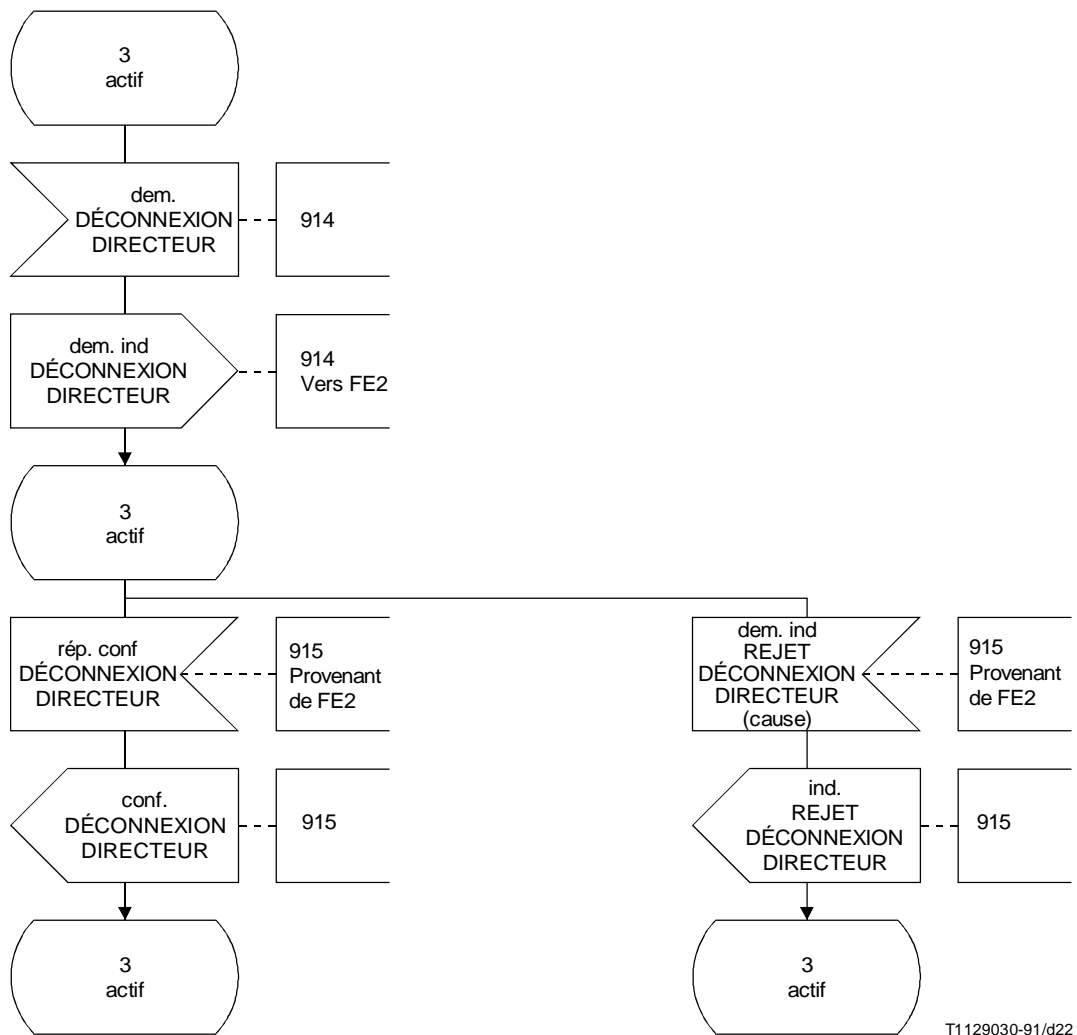 3
actif
dem.
DÉCONNEXION
DIRECTEUR
914
dem. ind
DÉCONNEXION
DIRECTEUR
914
Vers FE2
3
actif
rép. conf
DÉCONNEXION
DIRECTEUR
915
Provenant
de FE2
dem. ind
REJET
DÉCONNEXION
DIRECTEUR
(cause)
915
Provenant
de FE2
conf.
DÉCONNEXION
DIRECTEUR
915
ind.
REJET
DÉCONNEXION
DIRECTEUR
915
3
actif
3
actif
T1129030-91/d22